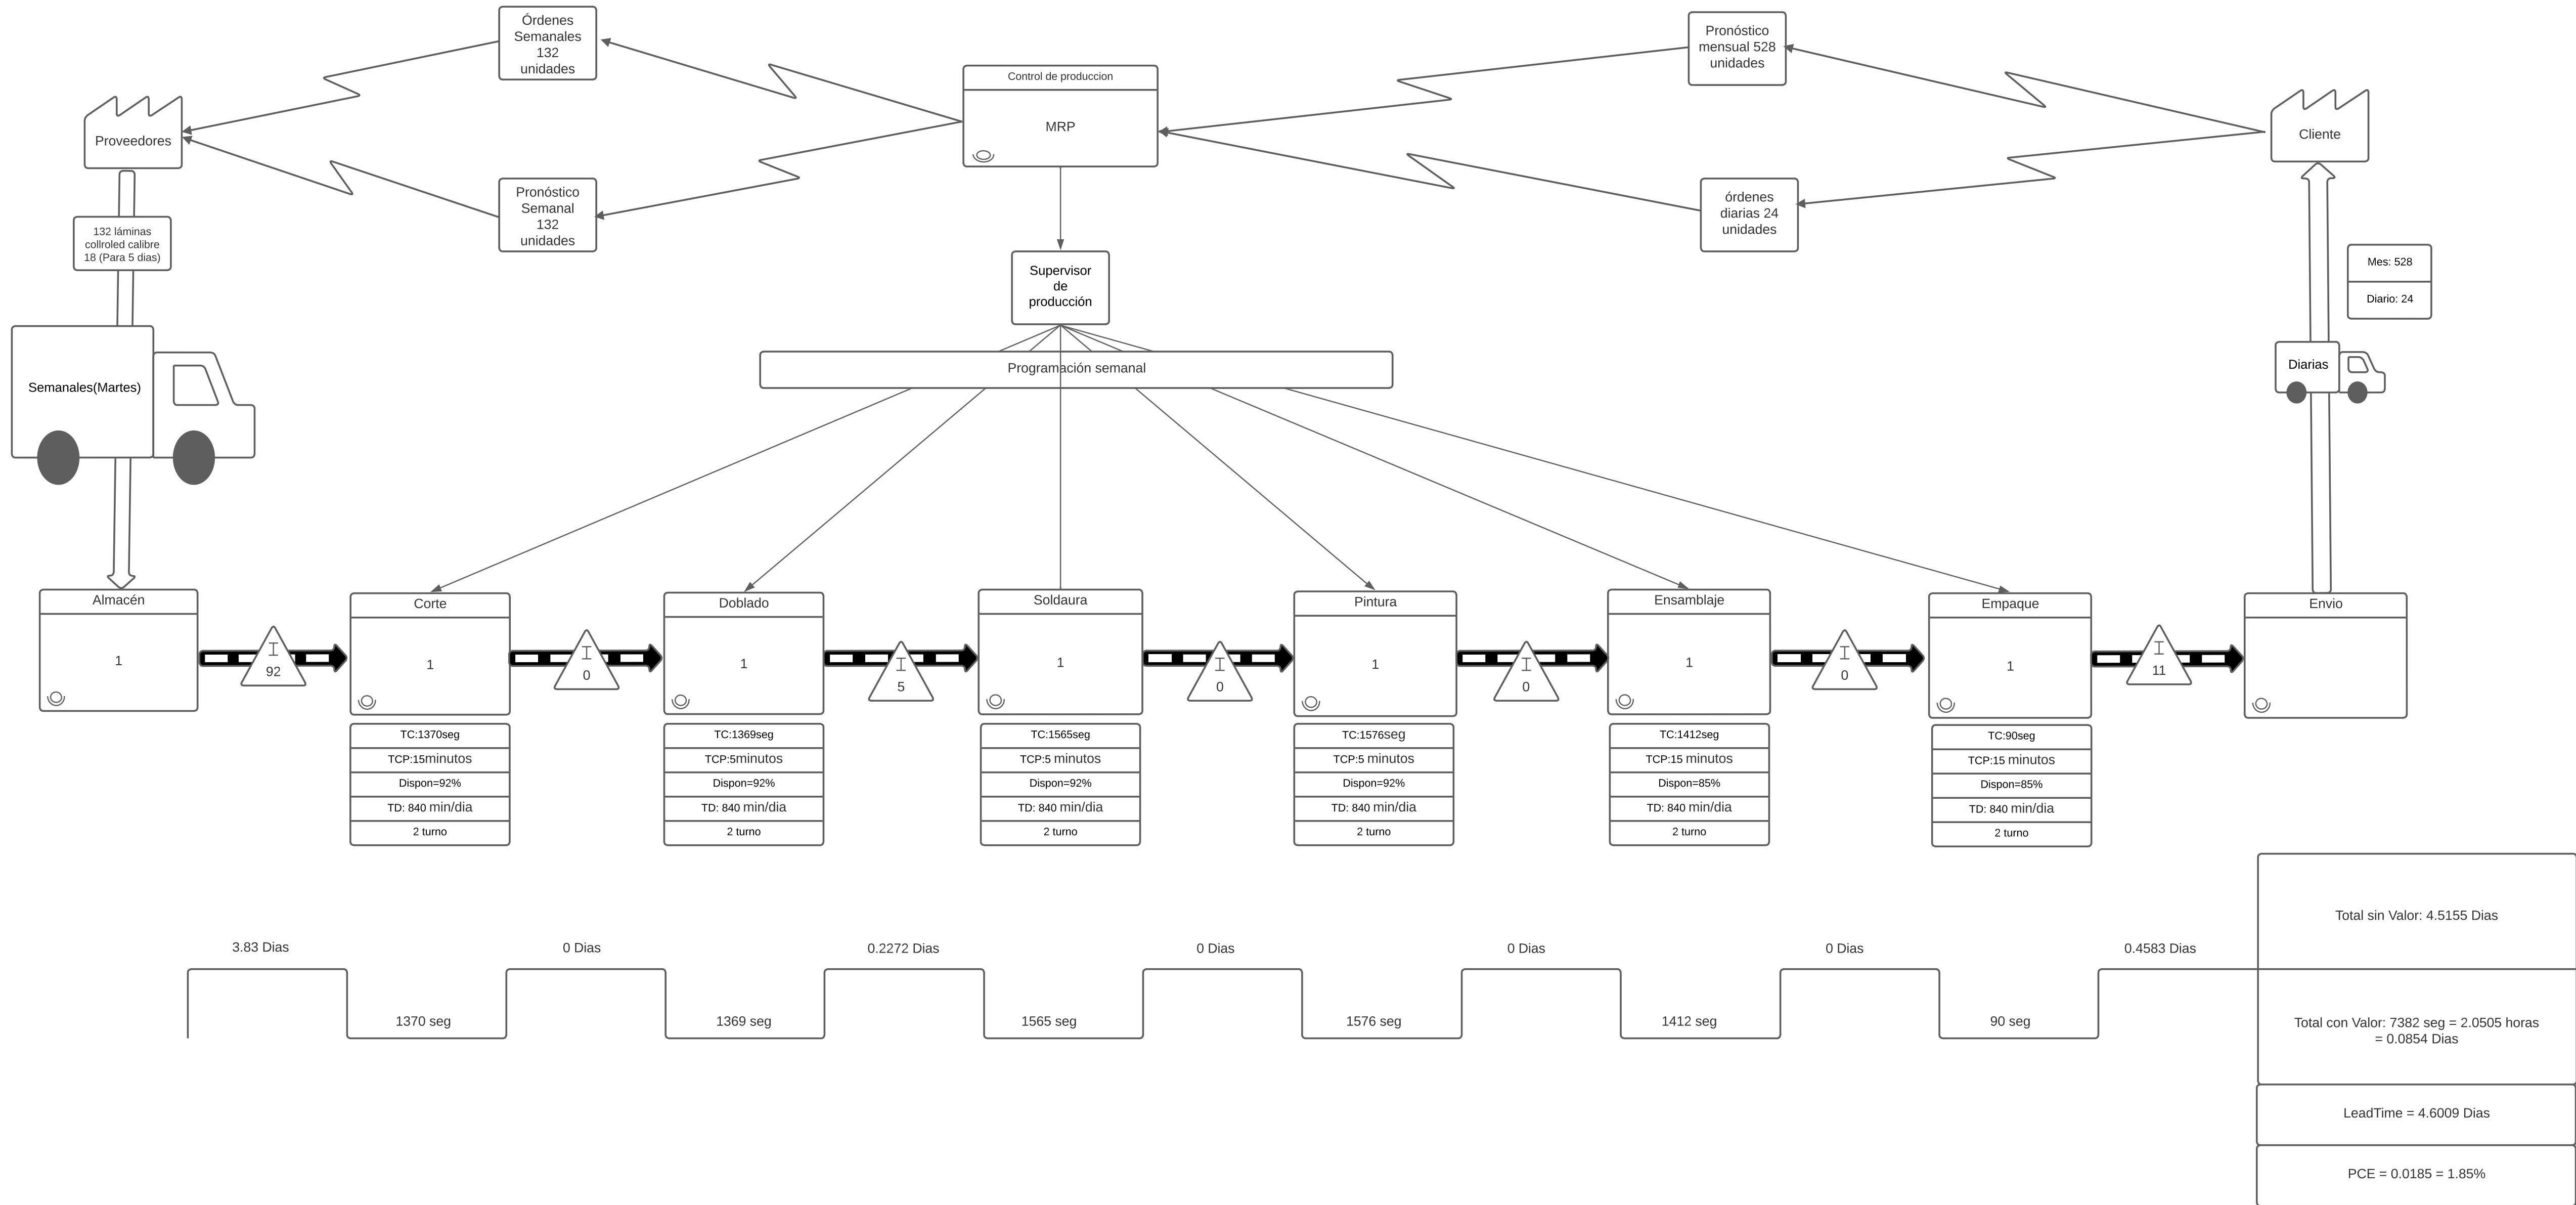 Órdenes
Semanales
132
unidades
Pronóstico
mensual 528
unidades
Control de produccion
MRP
Proveedores
Cliente
Pronóstico
Semanal
132
unidades
órdenes
diarias 24
unidades
132 láminas
collroled calibre
18 (Para 5 dias)
Supervisor
de
producción
Mes: 528
Diario: 24
Semanales(Martes)
Programación semanal
Diarias
Almacén
1
92
Corte
1
0
Doblado
1
5
Soldaura
1
0
Pintura
1
0
Ensamblaje
1
0
Empaque
1
11
Envio
TC:1370seg
TCP:15minutos
Dispon=92%
TD: 840 min/dia
2 turno
TC:1369seg
TCP:5minutos
Dispon=92%
TD: 840 min/dia
2 turno
TC:1565seg
TCP:5 minutos
Dispon=92%
TD: 840 min/dia
2 turno
TC:1576seg
TCP:5 minutos
Dispon=92%
TD: 840 min/dia
2 turno
TC:1412seg
TCP:15 minutos
Dispon=85%
TD: 840 min/dia
2 turno
TC:90seg
TCP:15 minutos
Dispon=85%
TD: 840 min/dia
2 turno
3.83 Dias
0 Dias
0.2272 Dias
0 Dias
0 Dias
0 Dias
0.4583 Dias
1370 seg
1369 seg
1565 seg
1576 seg
1412 seg
90 seg
Total sin Valor: 4.5155 Dias
Total con Valor: 7382 seg = 2.0505 horas
= 0.0854 Dias
LeadTime = 4.6009 Dias
PCE = 0.0185 = 1.85%